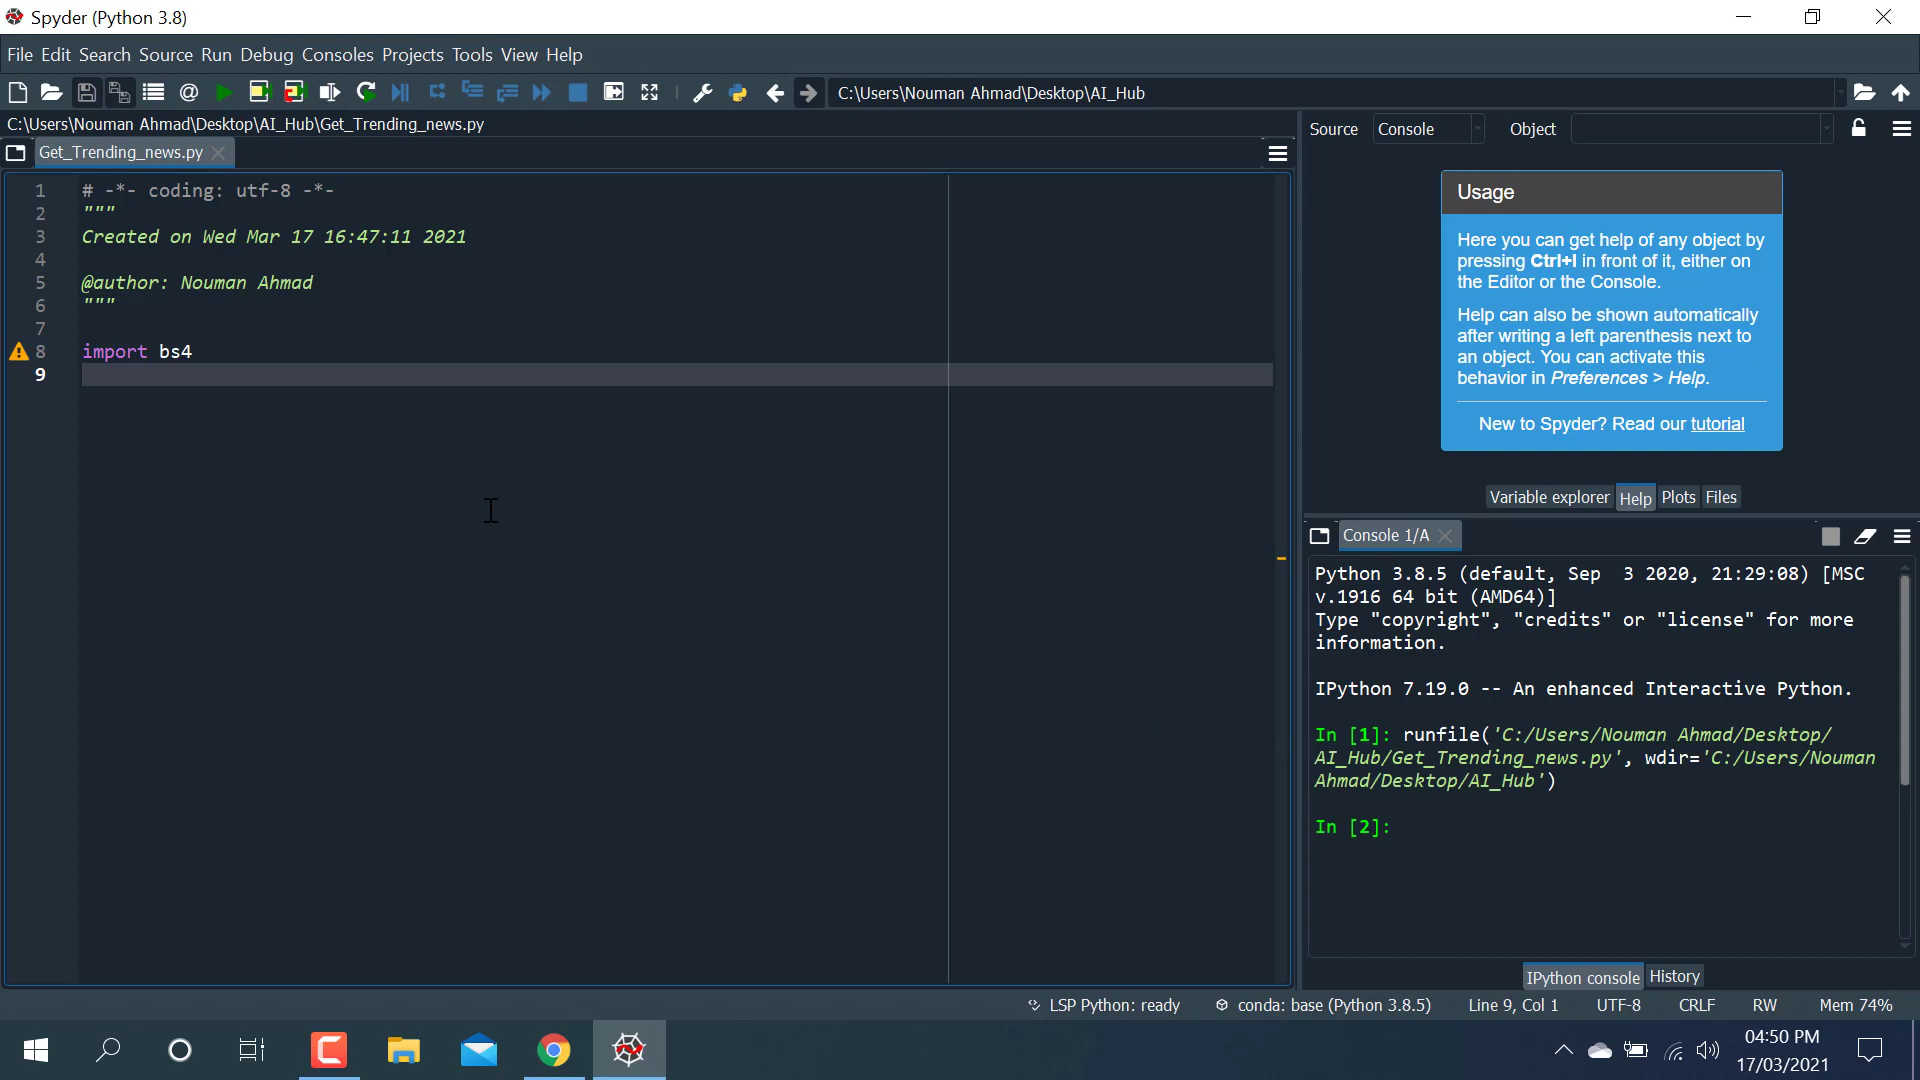 Spyder (Python 3.8)
File Edit Search Source Run Debug Consoles Projects Tools View Help
C:\Users\Nouman Ahmad\Desktop\AI_Hub
C:\Users\Nouman Ahmad\Desktop\AI_Hub\Get_Trending_news.py
Get_Trending_news.py
1 # -*- coding: utf-8 -*-
2 """
3 Created on Wed Mar 17 16:47:11 2021
4
5 @author: Nouman Ahmad
6 """
7
8 import bs4
9
Source Console Object
Usage
Here you can get help of any object by
pressing Ctrl+I in front of it, either on
the Editor or the Console.
Help can also be shown automatically
after writing a left parenthesis next to
an object. You can activate this
behavior in Preferences > Help.
New to Spyder? Read our tutorial
Variable explorer Help Plots Files
Console 1/A
Python 3.8.5 (default, Sep  3 2020, 21:29:08) [MSC
v.1916 64 bit (AMD64)]
Type "copyright", "credits" or "license" for more
information.
IPython 7.19.0 -- An enhanced Interactive Python.
In [1]: runfile('C:/Users/Nouman Ahmad/Desktop/
AI_Hub/Get_Trending_news.py', wdir='C:/Users/Nouman
Ahmad/Desktop/AI_Hub')
In [2]:
IPython console History
LSP Python: ready conda: base (Python 3.8.5) Line 9, Col 1 UTF-8 CRLF RW Mem 74%
04:50 PM
17/03/2021